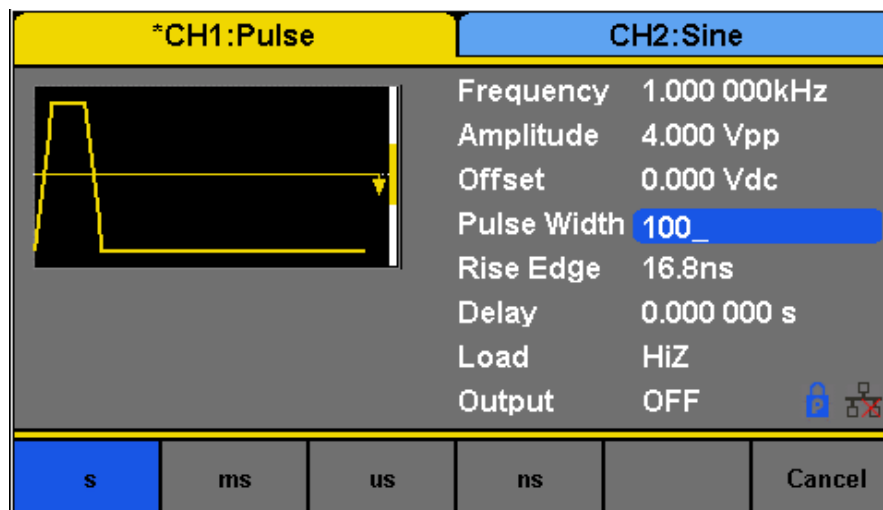 *CH1:Pulse
CH2:Sine
Frequency 1.000 000kHz
Amplitude 4.000 Vpp
Offset 0.000 Vdc
Pulse Width 100_
Rise Edge 16.8ns
Delay 0.000 000 s
Load HiZ
Output OFF
P
s ms us ns Cancel